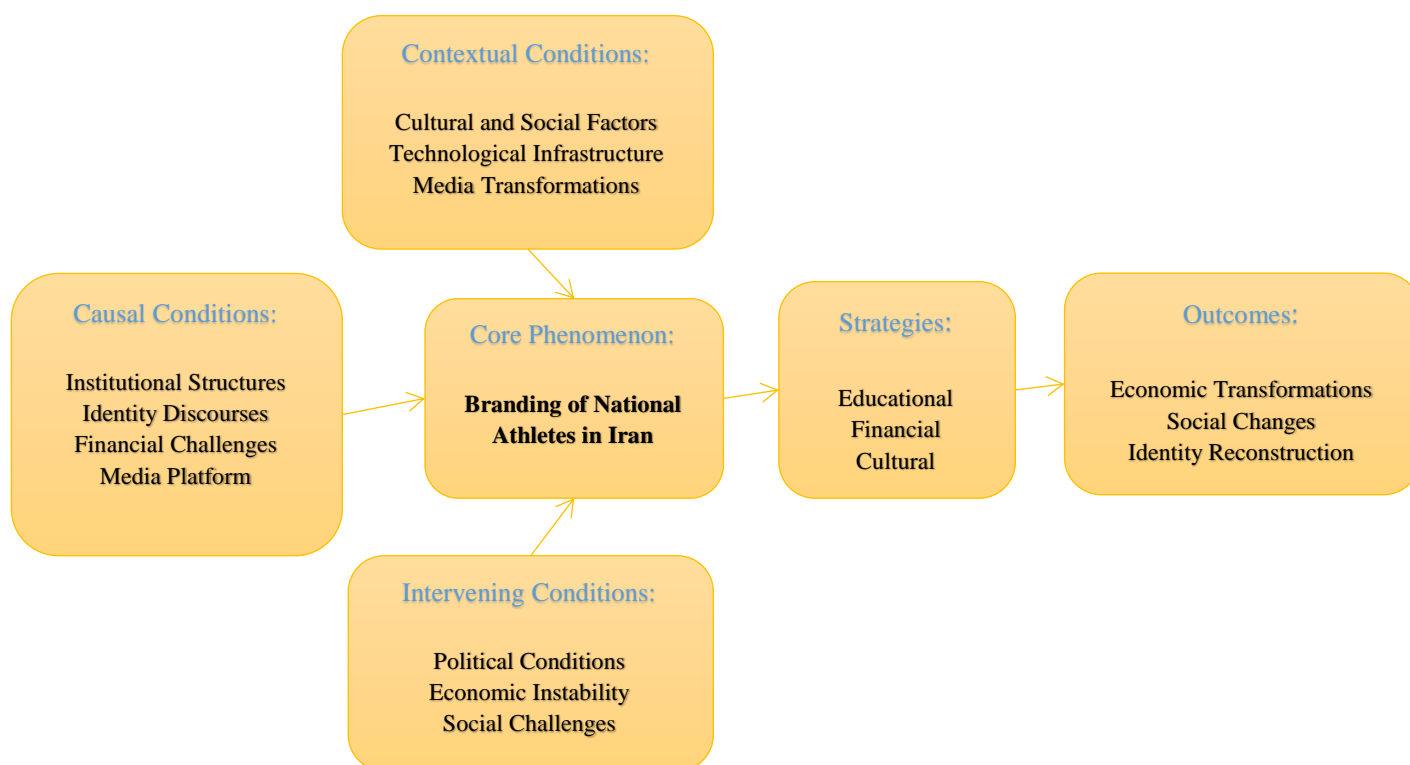 Contextual Conditions:
Cultural and Social Factors
Technological Infrastructure
Media Transformations
Causal Conditions:
Institutional Structures
Identity Discourses
Financial Challenges
Media Platform
Core Phenomenon:
Branding of National
Athletes in Iran
Strategies:
Educational
Financial
Cultural
Outcomes:
Economic Transformations
Social Changes
Identity Reconstruction
Intervening Conditions:
Political Conditions
Economic Instability
Social Challenges